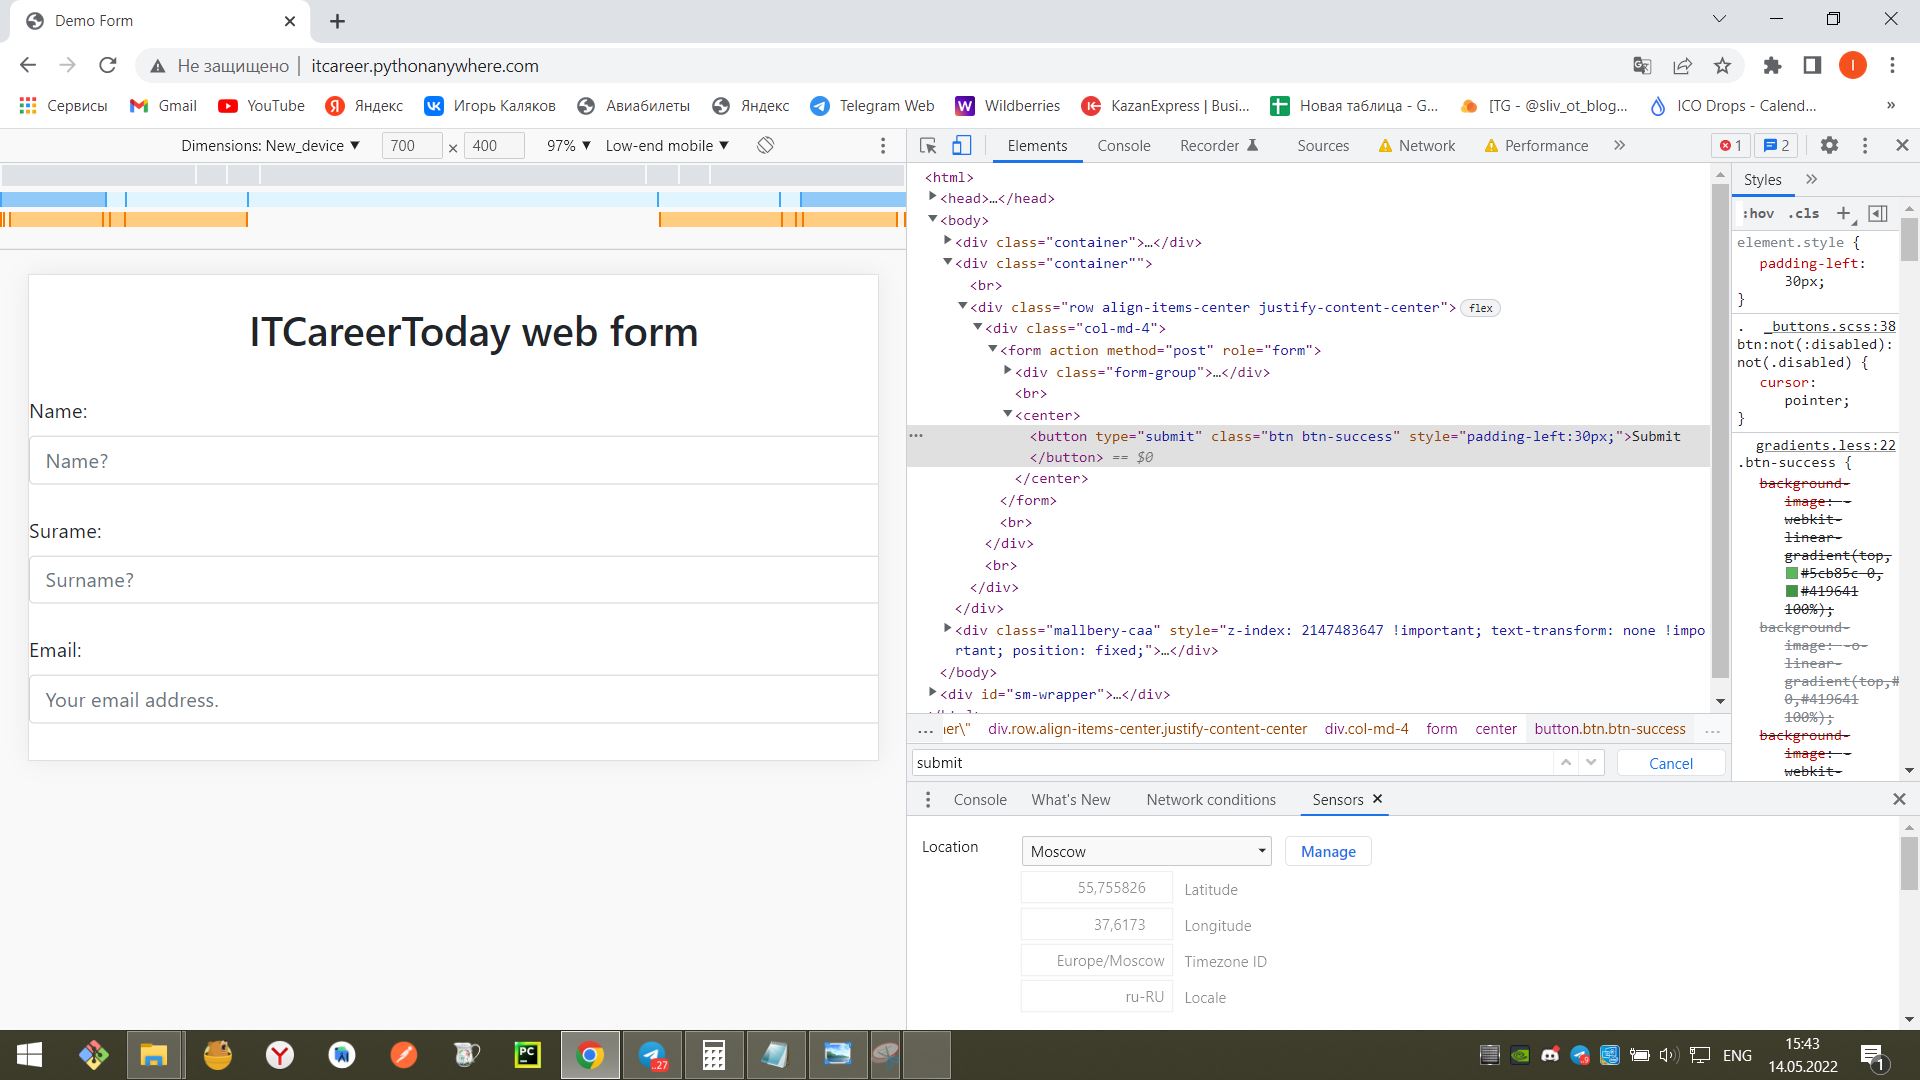 Demo Form
Не защищено | itcareer.pythonanywhere.com
I
Сервисы Gmail YouTube Яндекс Игорь Каляков Авиабилеты Яндекс Telegram Web Wildberries KazanExpress | Busi... Новая таблица - G... [TG - @sliv_ot_blog... ICO Drops - Calend... »
Dimensions: New_device ▼ 700 × 400 97% ▼ Low-end mobile ▼
Elements Console Recorder Sources Network Performance » 1 2
ITCareerToday web form
Name:
Name?
Surame:
Surname?
Email:
Your email address.
<html>
<head>…</head>
<body>
<div class="container">…</div>
<div class="container"">
<br>
<div class="row align-items-center justify-content-center"> flex
<div class="col-md-4">
<form action method="post" role="form">
<div class="form-group">…</div>
<br>
<center>
<button type="submit" class="btn btn-success" style="padding-left:30px;">Submit
</button> == $0
</center>
</form>
<br>
</div>
<br>
</div>
</div>
<div class="mallbery-caa" style="z-index: 2147483647 !important; text-transform: none !impo
rtant; position: fixed;">…</div>
</body>
<div id="sm-wrapper">…</div>
... ıer\" div.row.align-items-center.justify-content-center div.col-md-4 form center button.btn.btn-success ...
submit Cancel
Styles »
:hov .cls +
element.style {
padding-left:
30px;
}
. _buttons.scss:38
btn:not(:disabled):
not(.disabled) {
cursor:
pointer;
}
gradients.less:22
.btn-success {
background-
image: -
webkit-
linear-
gradient(top,
#5cb85c 0,
#419641
100%);
background-
image: -o-
linear-
gradient(top,#
0,#419641
100%);
background-
image: -
webkit-
Console What's New Network conditions Sensors
Location Moscow Manage
55,755826 Latitude
37,6173 Longitude
Europe/Moscow Timezone ID
ru-RU Locale
PC ..27 9 ENG
15:43
14.05.2022
1